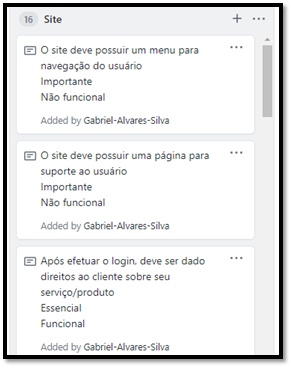 16 Site
O site deve possuir um menu para
navegação do usuário
Importante
Não funcional
Added by Gabriel-Alvares-Silva
O site deve possuir uma página para
suporte ao usuário
Importante
Não funcional
Added by Gabriel-Alvares-Silva
Após efetuar o login, deve ser dado
direitos ao cliente sobre seu
serviço/produto
Essencial
Funcional
Added by Gabriel-Alvares-Silva